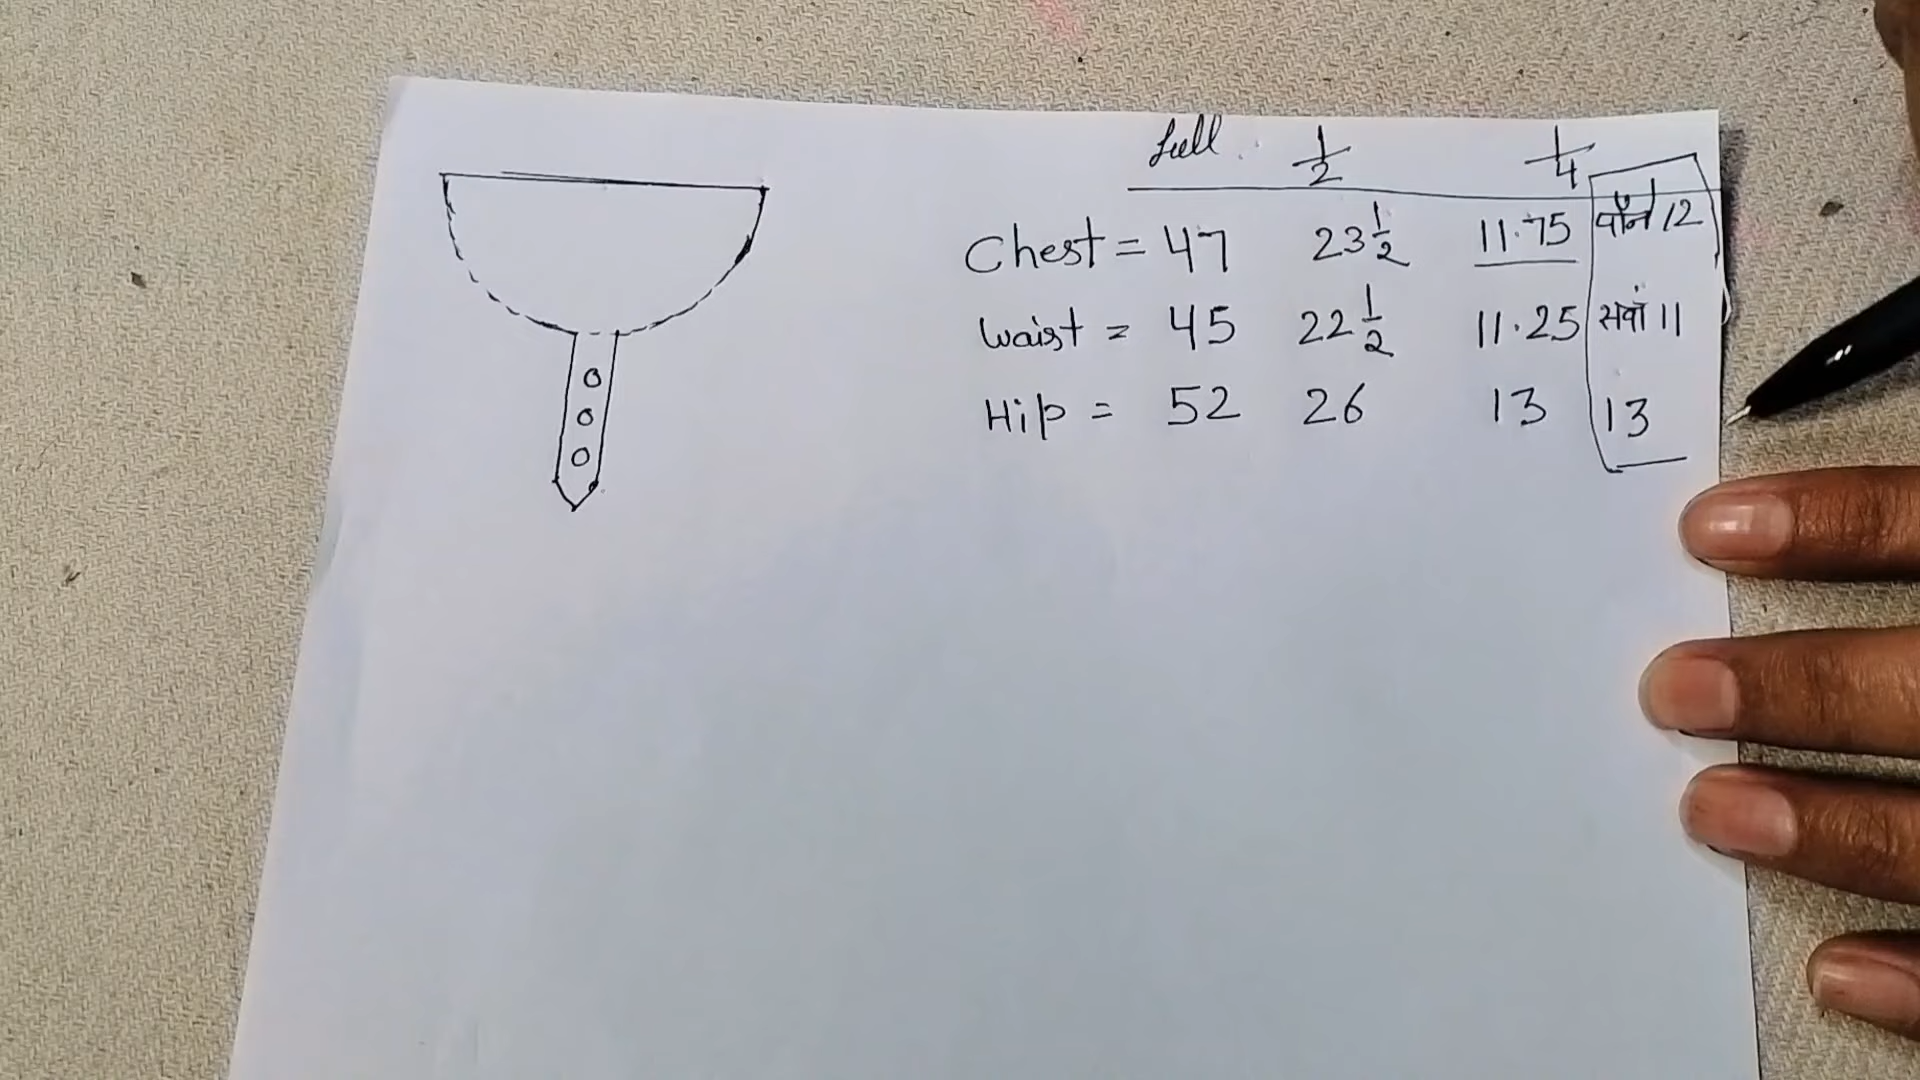 full 1/2 1/4
Chest = 47 23 1/2 11.75 पौने 12
Waist = 45 22 1/2 11.25 सवा 11
Hip = 52 26 13 13